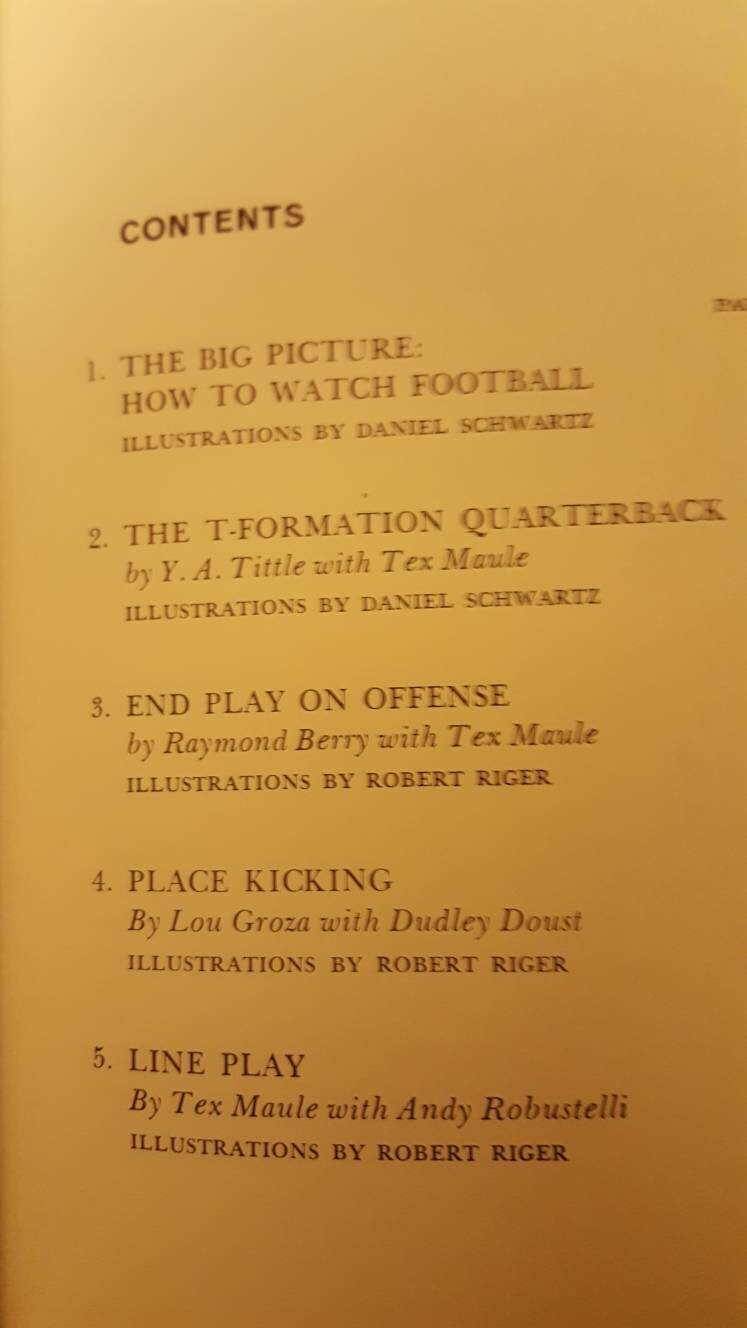 CONTENTS
1. THE BIG PICTURE:
HOW TO WATCH FOOTBALL
ILLUSTRATIONS BY DANIEL SCHWARTZ
2. THE T-FORMATION QUARTERBACK
by Y. A. Tittle with Tex Maule
ILLUSTRATIONS BY DANIEL SCHWARTZ
3. END PLAY ON OFFENSE
by Raymond Berry with Tex Maule
ILLUSTRATIONS BY ROBERT RIGER
4. PLACE KICKING
By Lou Groza with Dudley Doust
ILLUSTRATIONS BY ROBERT RIGER
5. LINE PLAY
By Tex Maule with Andy Robustelli
ILLUSTRATIONS BY ROBERT RIGER